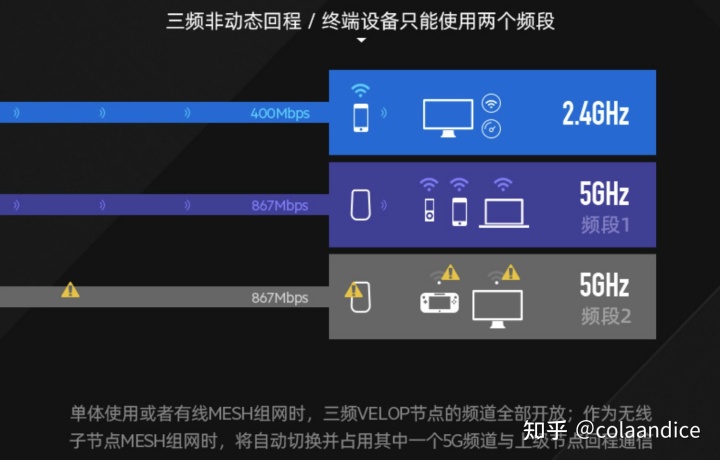 三频非动态回程 / 终端设备只能使用两个频段
400Mbps
2.4GHz
867Mbps
5GHz
频段1
867Mbps
5GHz
频段2
单体使用或者有线MESH组网时，三频VELOP节点的频道全部开放；作为无线
子节点MESH组网时，将自动切换并占用其中一个5G频道与上级节点回程通信
知乎 @colaandice